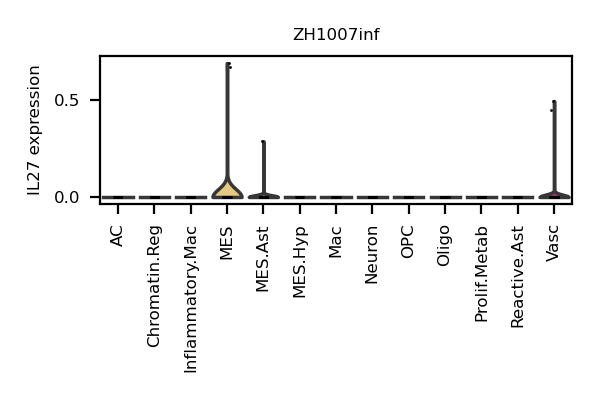 ZH1007inf
IL27 expression
0.5
0.0
AC
Chromatin.Reg
Inflammatory.Mac
MES
MES.Ast
MES.Hyp
Mac
Neuron
OPC
Oligo
Prolif.Metab
Reactive.Ast
Vasc